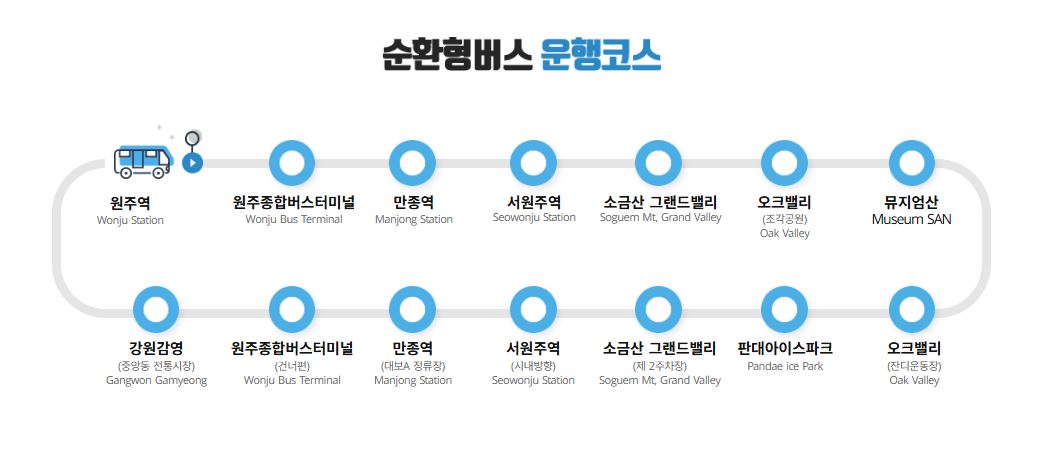 순환형버스 운행코스
원주역
Wonju Station
원주종합버스터미널
Wonju Bus Terminal
만종역
Manjong Station
서원주역
Seowonju Station
소금산 그랜드밸리
Soguem Mt, Grand Valley
오크밸리
(조각공원)
Oak Valley
뮤지엄산
Museum SAN
강원감영
(중앙동 전통시장)
Gangwon Gamyeong
원주종합버스터미널
(건너편)
Wonju Bus Terminal
만종역
(대보A 정류장)
Manjong Station
서원주역
(시내방향)
Seowonju Station
소금산 그랜드밸리
(제 2주차장)
Soguem Mt, Grand Valley
판대아이스파크
Pandae ice Park
오크밸리
(잔디운동장)
Oak Valley